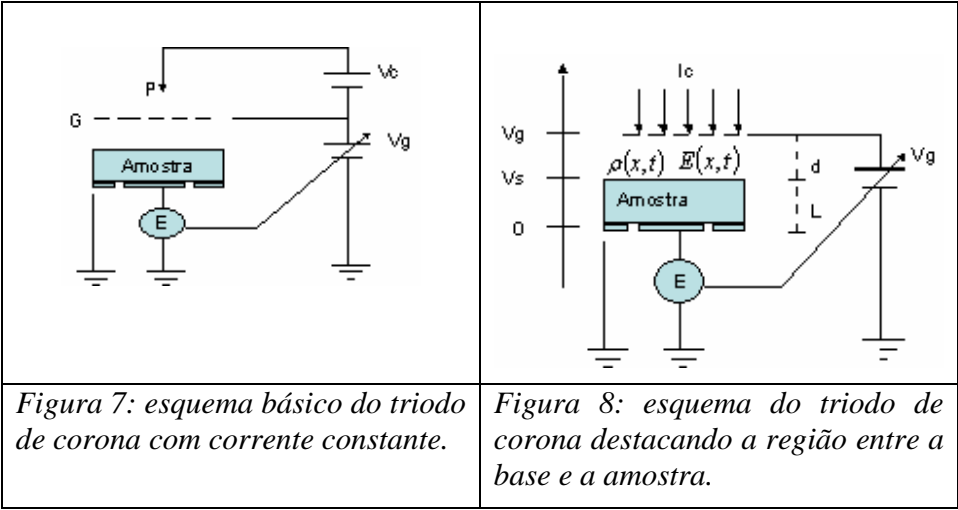 P
Vc
G
Vg
Amostra
E
Figura 7: esquema básico do triodo
de corona com corrente constante.
Ic
Vg
ρ(x,t) E(x,t)
Vg
d
Vs
Amostra
L
0
E
Figura 8: esquema do triodo de
corona destacando a região entre a
base e a amostra.